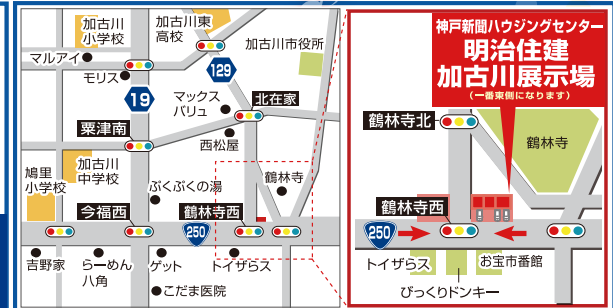 加古川
小学校
加古川東
高校
加古川市役所
マルアイ
モリス
129
19
マックス
バリュ
北在家
粟津南
西松屋
鳩里
小学校
加古川
中学校
ぷくぷくの湯
鶴林寺
今福西
鶴林寺西
250
吉野家
らーめん
八角
ゲット
トイザらス
こだま医院
神戸新聞ハウジングセンター
明治住建
加古川展示場
(一番東側になります)
鶴林寺北
鶴林寺
鶴林寺西
250
トイザらス
お宝市番館
びっくりドンキー